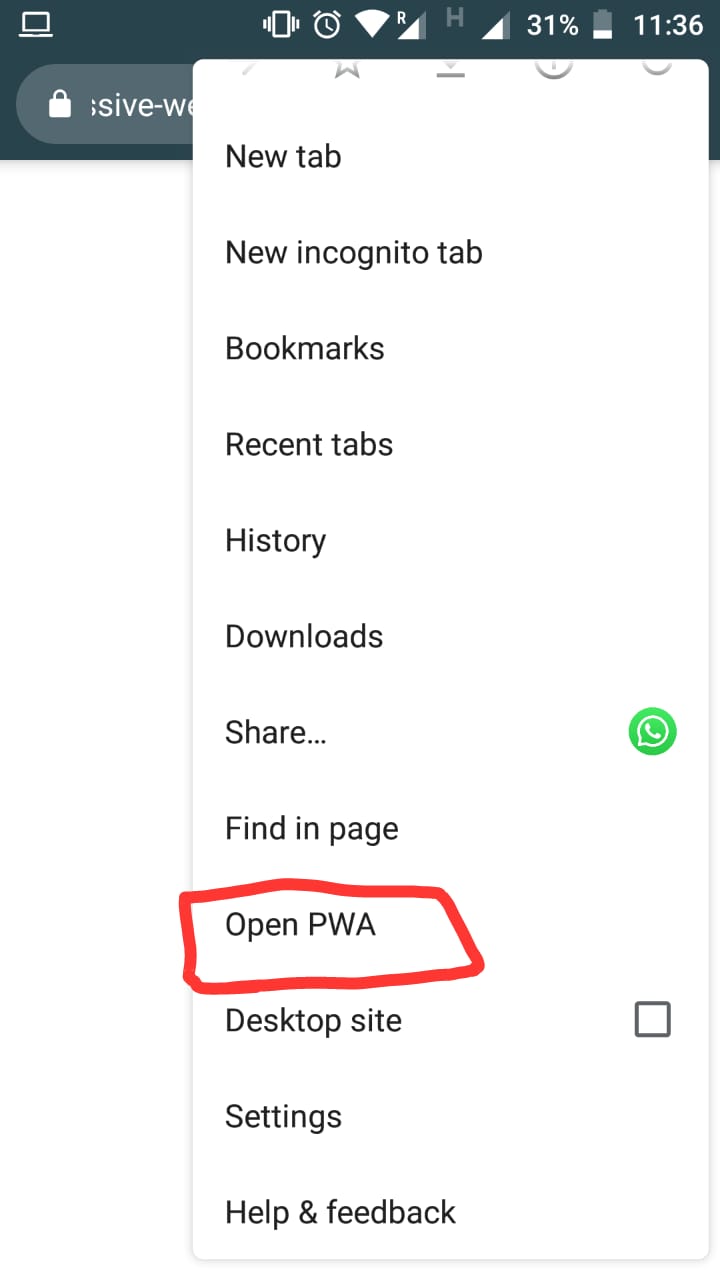 R
H
31%
11:36
ssive-we
New tab
New incognito tab
Bookmarks
Recent tabs
History
Downloads
Share...
Find in page
Open PWA
Desktop site
Settings
Help & feedback